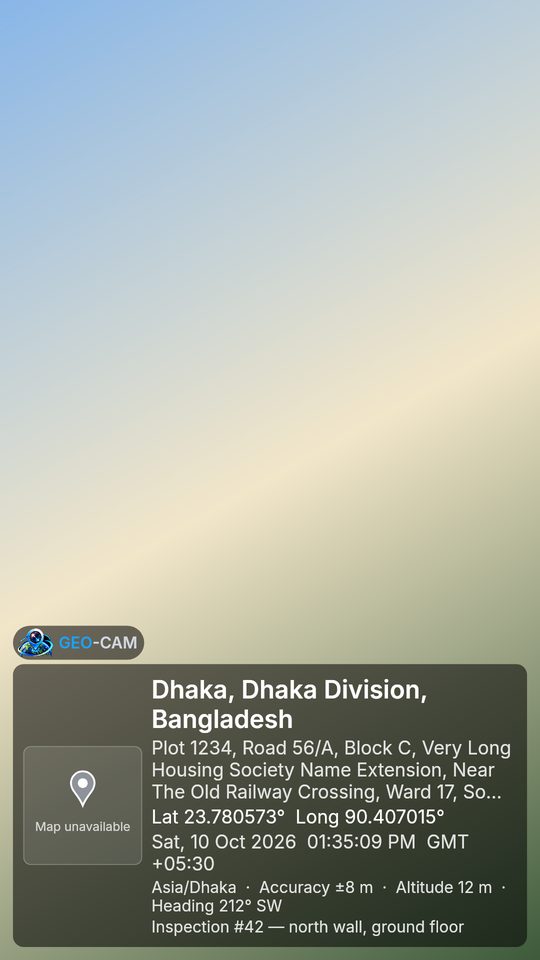 GEO-CAM
Dhaka, Dhaka Division,
Bangladesh
Plot 1234, Road 56/A, Block C, Very Long
Housing Society Name Extension, Near
The Old Railway Crossing, Ward 17, So…
Map unavailable
Lat 23.780573° Long 90.407015°
Sat, 10 Oct 2026 01:35:09 PM GMT
+05:30
Asia/Dhaka · Accuracy ±8 m · Altitude 12 m ·
Heading 212° SW
Inspection #42 — north wall, ground floor